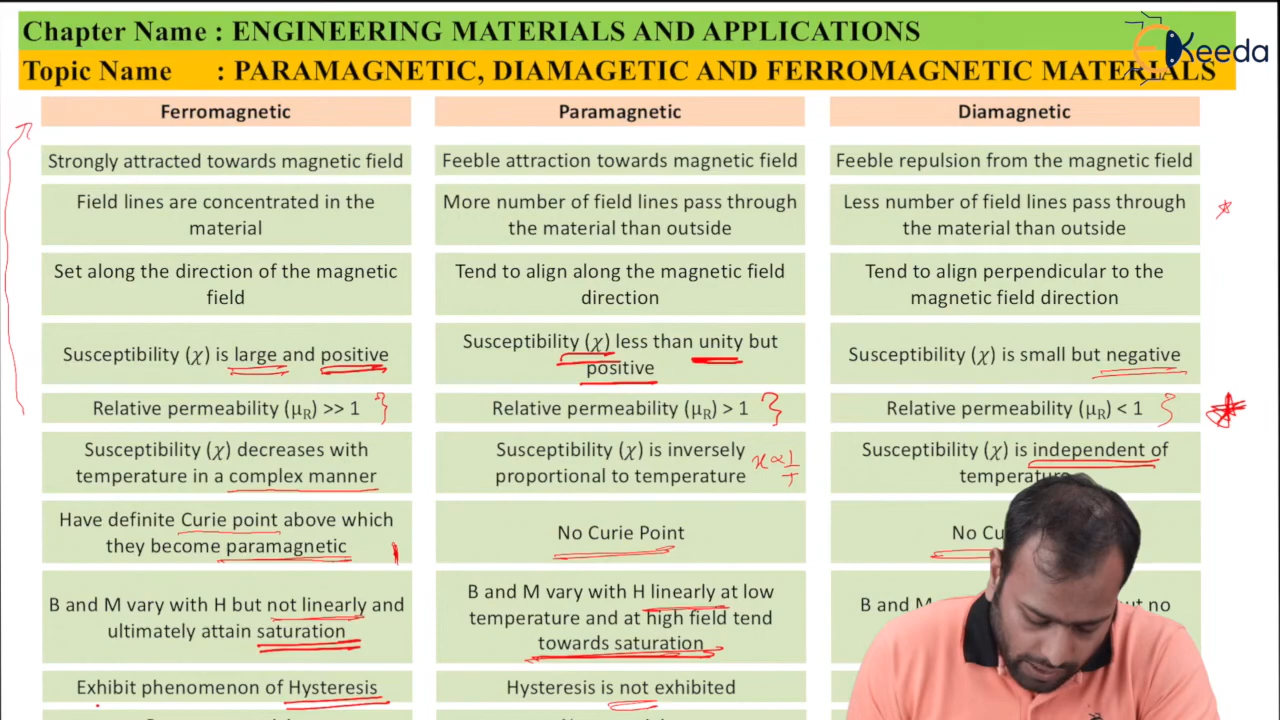 Chapter Name : ENGINEERING MATERIALS AND APPLICATIONS
Keeda
Topic Name : PARAMAGNETIC, DIAMAGETIC AND FERROMAGNETIC MATERIALS
Ferromagnetic
Paramagnetic
Diamagnetic
Strongly attracted towards magnetic field
Feeble attraction towards magnetic field
Feeble repulsion from the magnetic field
Field lines are concentrated in the
material
More number of field lines pass through
the material than outside
Less number of field lines pass through
the material than outside
Set along the direction of the magnetic
field
Tend to align along the magnetic field
direction
Tend to align perpendicular to the
magnetic field direction
Susceptibility (χ) is large and positive
Susceptibility (χ) less than unity but
positive
Susceptibility (χ) is small but negative
Relative permeability (μR) >> 1
Relative permeability (μR) > 1
Relative permeability (μR) < 1
Susceptibility (χ) decreases with
temperature in a complex manner
Susceptibility (χ) is inversely
proportional to temperature
x ∝ 1/T
Susceptibility (χ) is independent of
Have definite Curie point above which
they become paramagnetic
No Curie Point
No
B and M vary with H but not linearly and
ultimately attain saturation
B and M vary with H linearly at low
temperature and at high field tend
towards saturation
B and M no
Exhibit phenomenon of Hysteresis
Hysteresis is not exhibited